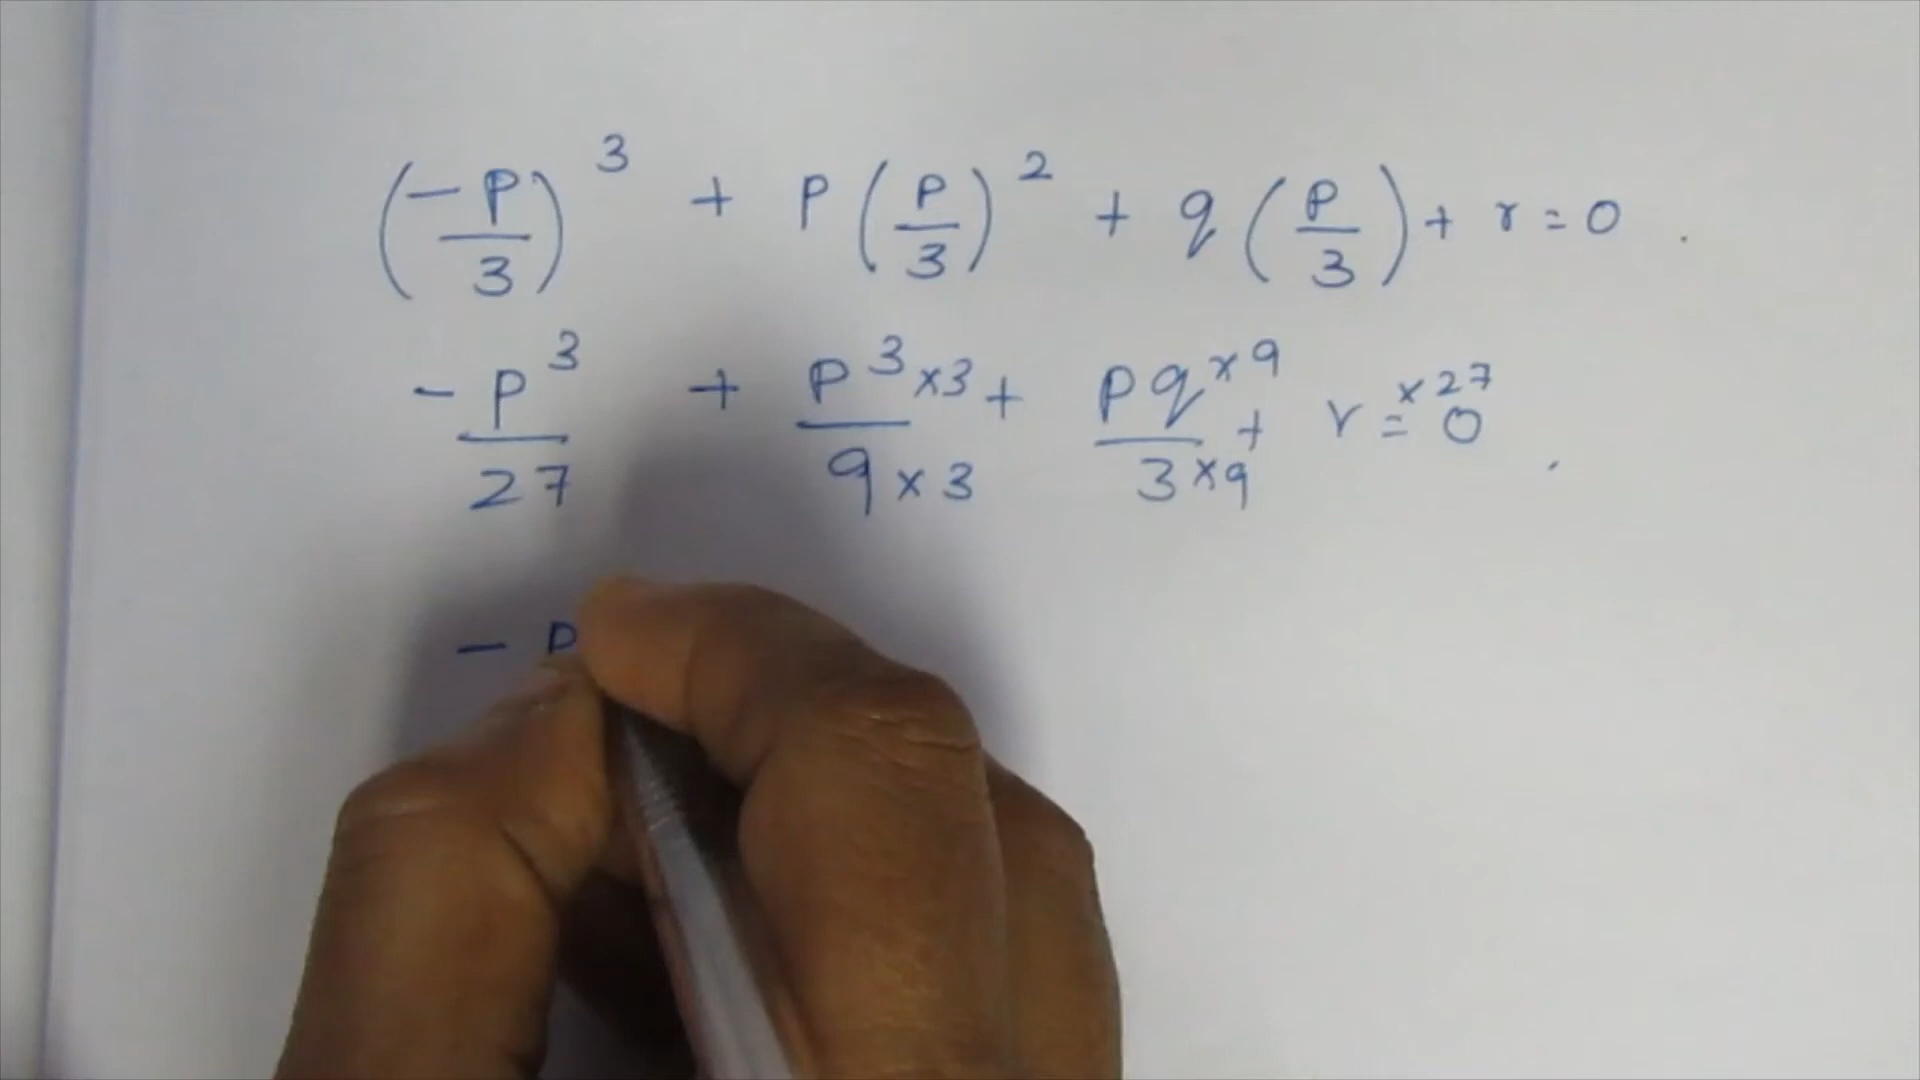 (-P/3)³ + P(P/3)² + q(P/3) + r = 0 .
-P³/27 + P³×3/9×3 + Pq×9/3×9 + r = 0 ×27 .
- P